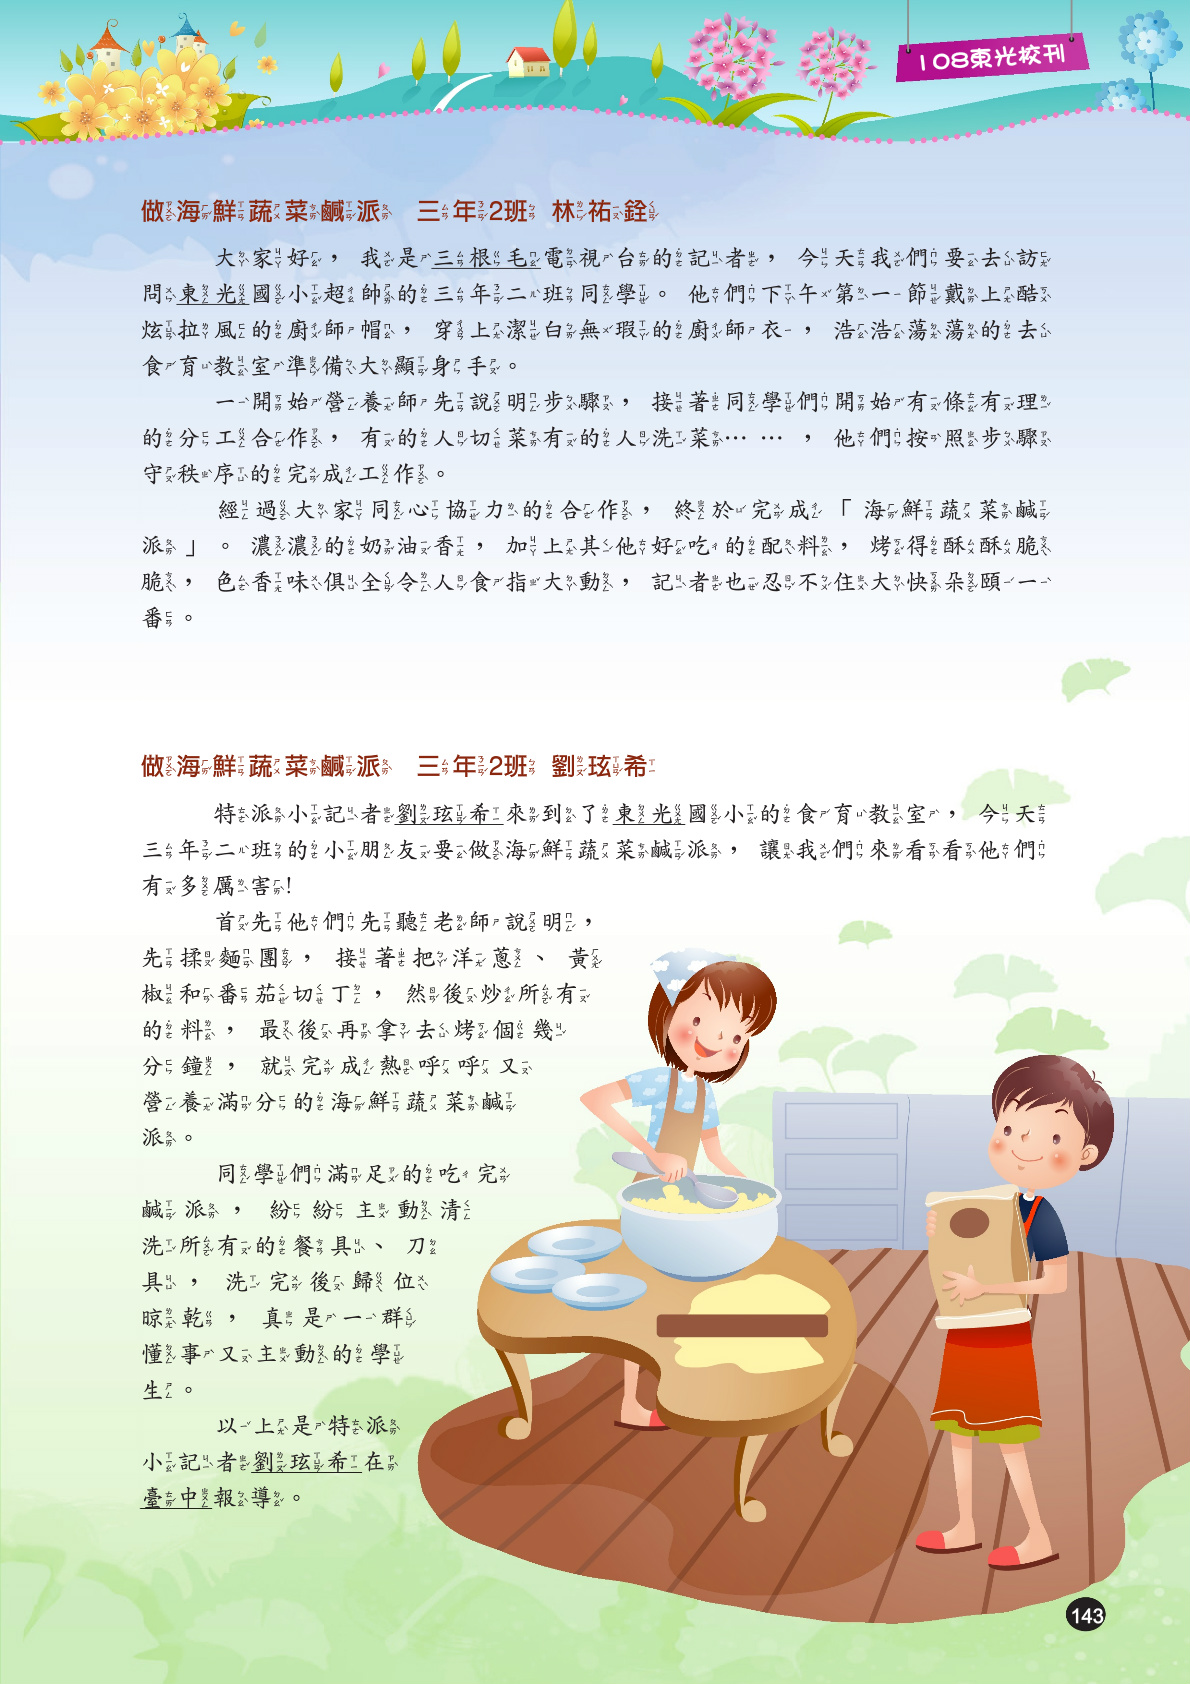 108東光校刊
做海鮮蔬菜鹹派 三年2班 林祐銓
大家好，我是三根毛電視台的記者，今天我們要去訪
問東光國小超帥的三年二班同學。他們下午第一節戴上酷
炫拉風的廚師帽，穿上潔白無瑕的廚師衣，浩浩蕩蕩的去
食育教室準備大顯身手。
一開始營養師先說明步驟，接著同學們開始有條有理
的分工合作，有的人切菜有的人洗菜……，他們按照步驟
守秩序的完成工作。
經過大家同心協力的合作，終於完成「海鮮蔬菜鹹
派」。濃濃的奶油香，加上其他好吃的配料，烤得酥酥脆
脆，色香味俱全令人食指大動，記者也忍不住大快朵頤一
番。
做海鮮蔬菜鹹派 三年2班 劉玹希
特派小記者劉玹希來到了東光國小的食育教室，今天
三年二班的小朋友要做海鮮蔬菜鹹派，讓我們來看看他們
有多厲害!
首先他們先聽老師說明，
先揉麵團，接著把洋蔥、黃
椒和番茄切丁，然後炒所有
的料，最後再拿去烤個幾
分鐘，就完成熱呼呼又
營養滿分的海鮮蔬菜鹹
派。
同學們滿足的吃完
鹹派，紛紛主動清
洗所有的餐具、刀
具，洗完後歸位
晾乾，真是一群
懂事又主動的學
生。
以上是特派
小記者劉玹希在
臺中報導。
143